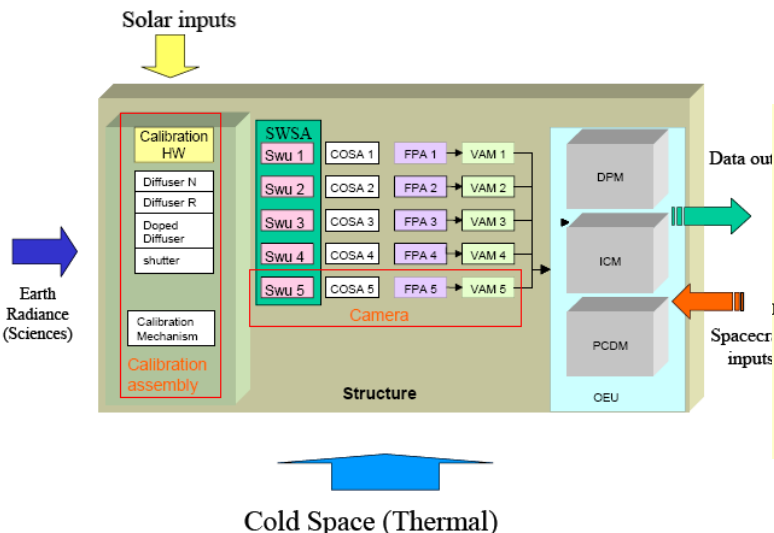 Solar inputs
Calibration
HW
Diffuser N
Diffuser R
Doped
Diffuser
shutter
Calibration
Mechanism
Calibration
assembly
Earth
Radiance
(Sciences)
SWSA
Swu 1 COSA 1 FPA 1 VAM 1
Swu 2 COSA 2 FPA 2 VAM 2
Swu 3 COSA 3 FPA 3 VAM 3
Swu 4 COSA 4 FPA 4 VAM 4
Swu 5 COSA 5 FPA 5 VAM 5
Camera
Structure
DPM
ICM
PCDM
OEU
Data out
Spacecra
inputs
Cold Space (Thermal)